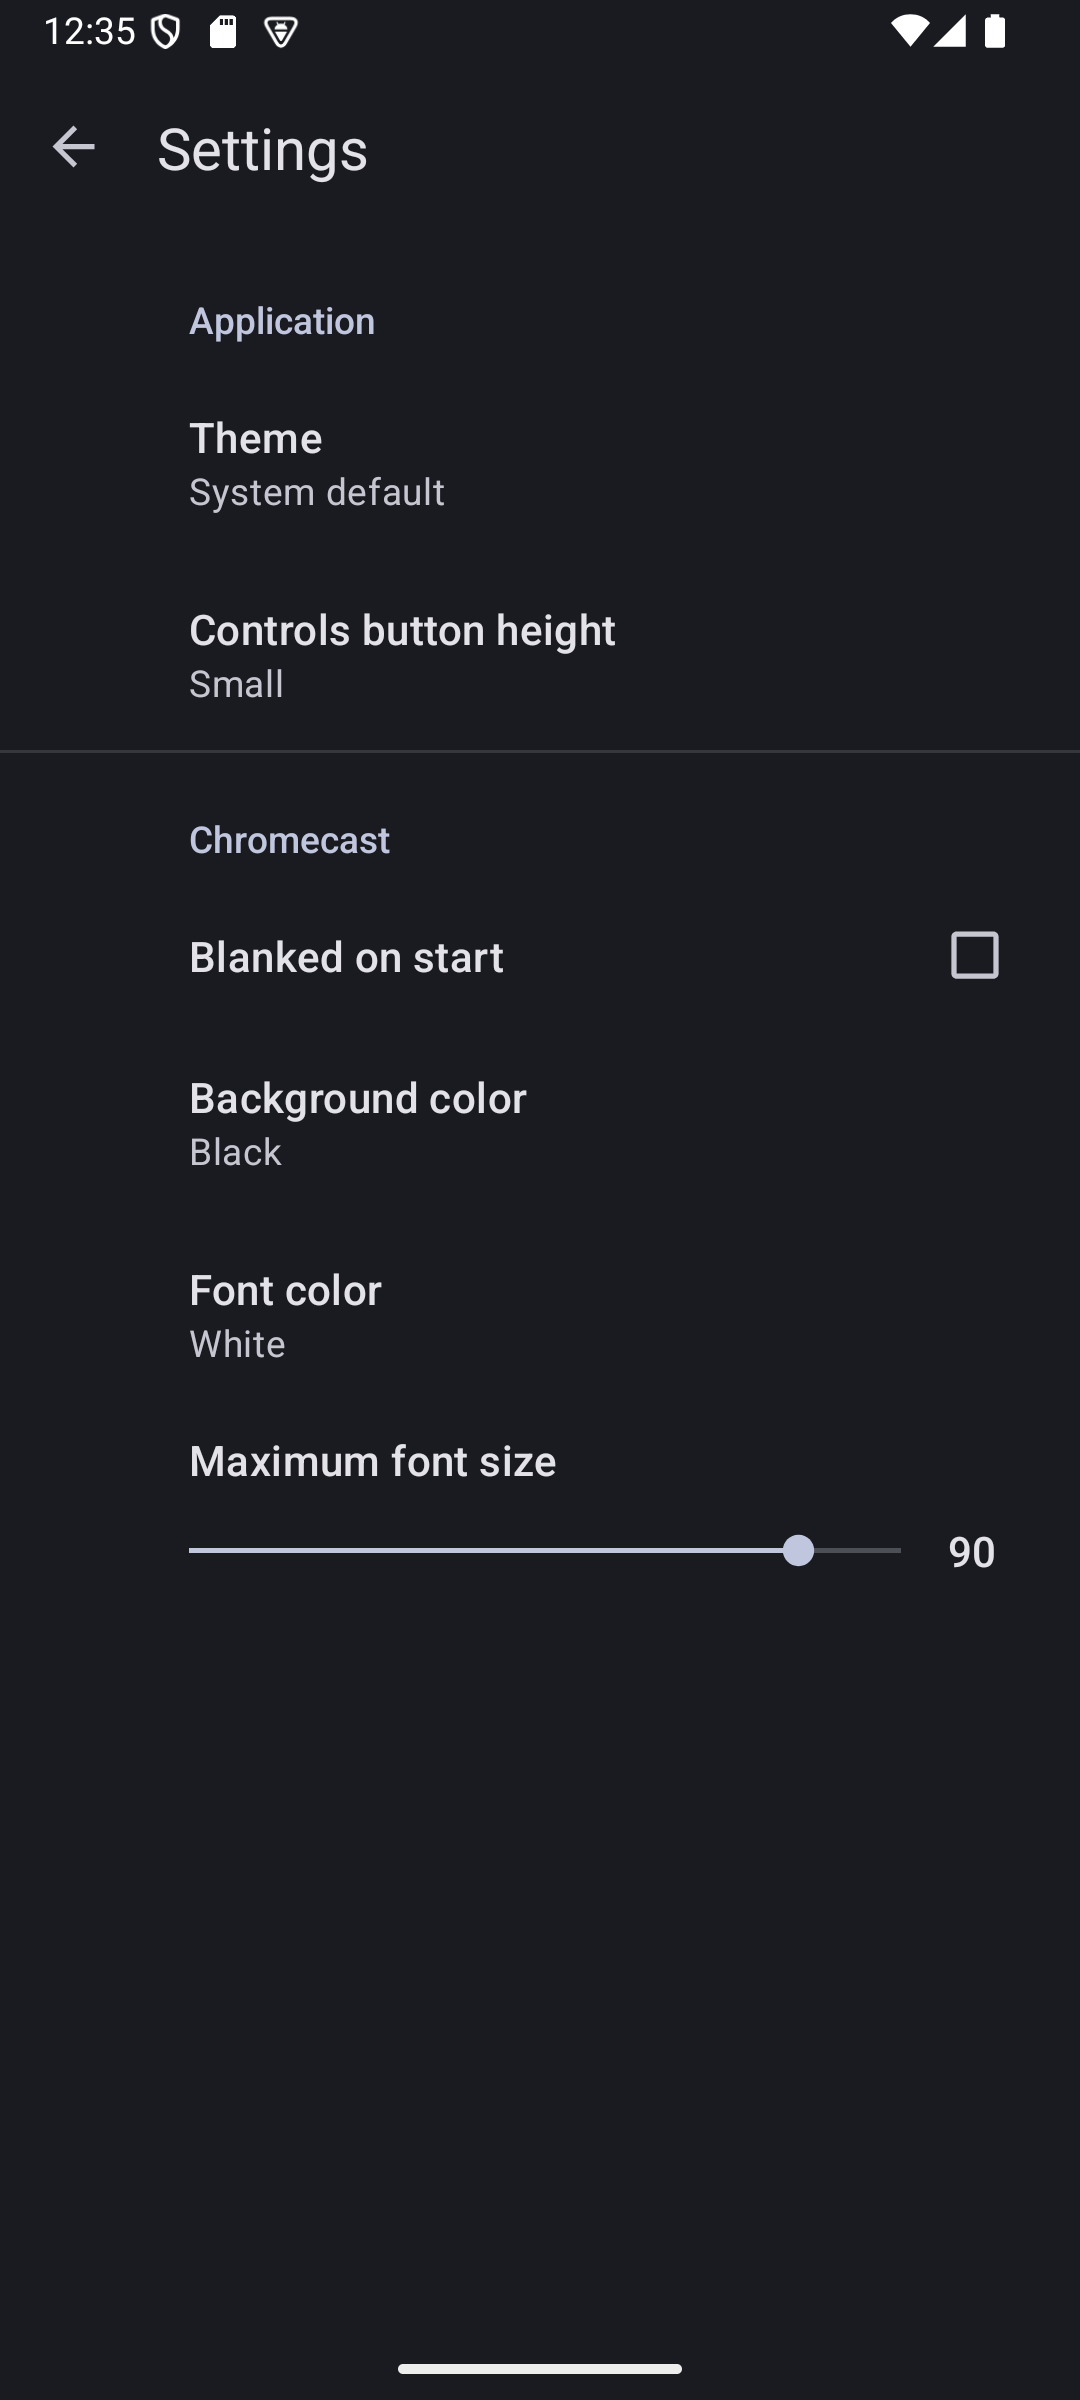 12:35
Settings
Application
Theme
System default
Controls button height
Small
Chromecast
Blanked on start
Background color
Black
Font color
White
Maximum font size
90